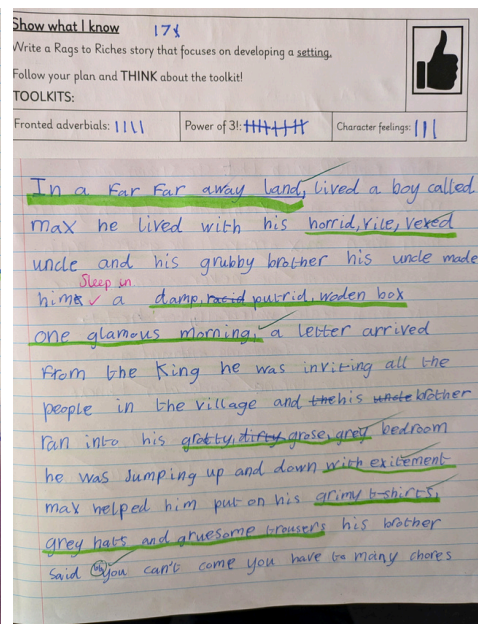 Show what I know 17
Write a Rags to Riches story that focuses on developing a setting.
Follow your plan and THINK about the toolkit!
TOOLKITS:
Fronted adverbials: Power of 3!: Character feelings:
In a Far Far away land, lived a boy called
max he lived with his horrid, vile, vexed
uncle and his grubby brother his uncle made
Sleep in
him a damp, putrid, woden box
one glamous morning, a letter arrived
from the King he was inviting all the
people in the village and the his uncle brother
ran into his grotty, dirty grose, grey bedroom
he was Jumping up and down with exitement
max helped him put on his grimy t-shirts,
grey hats and gruesome trousers his brother
said you can't come you have to many chores